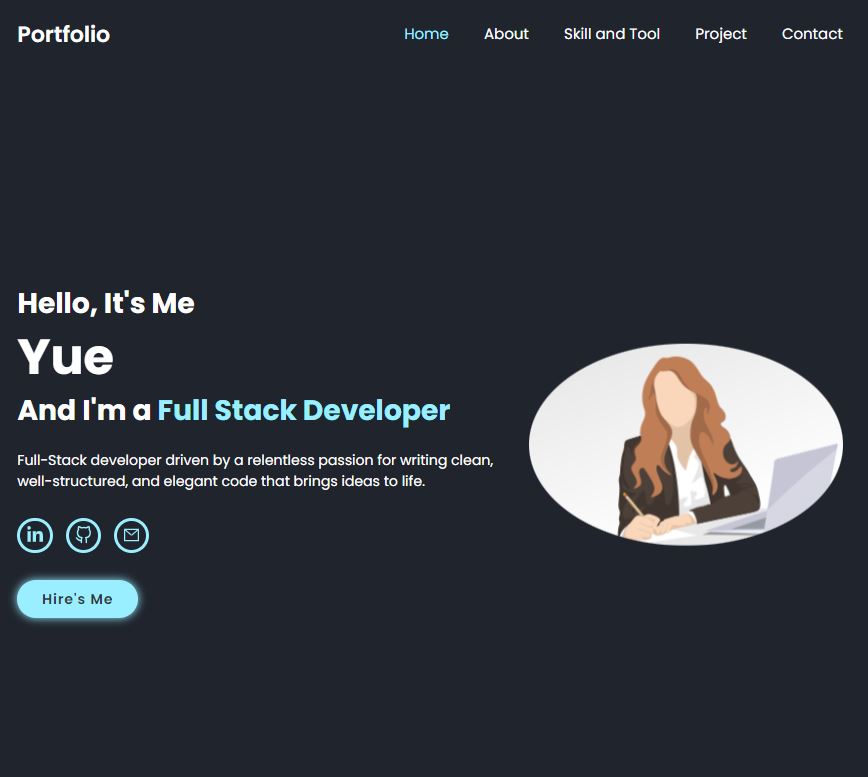 Portfolio
Home About Skill and Tool Project Contact
Hello, It's Me
Yue
And I'm a Full Stack Developer
Full-Stack developer driven by a relentless passion for writing clean,
well-structured, and elegant code that brings ideas to life.
in
Hire's Me